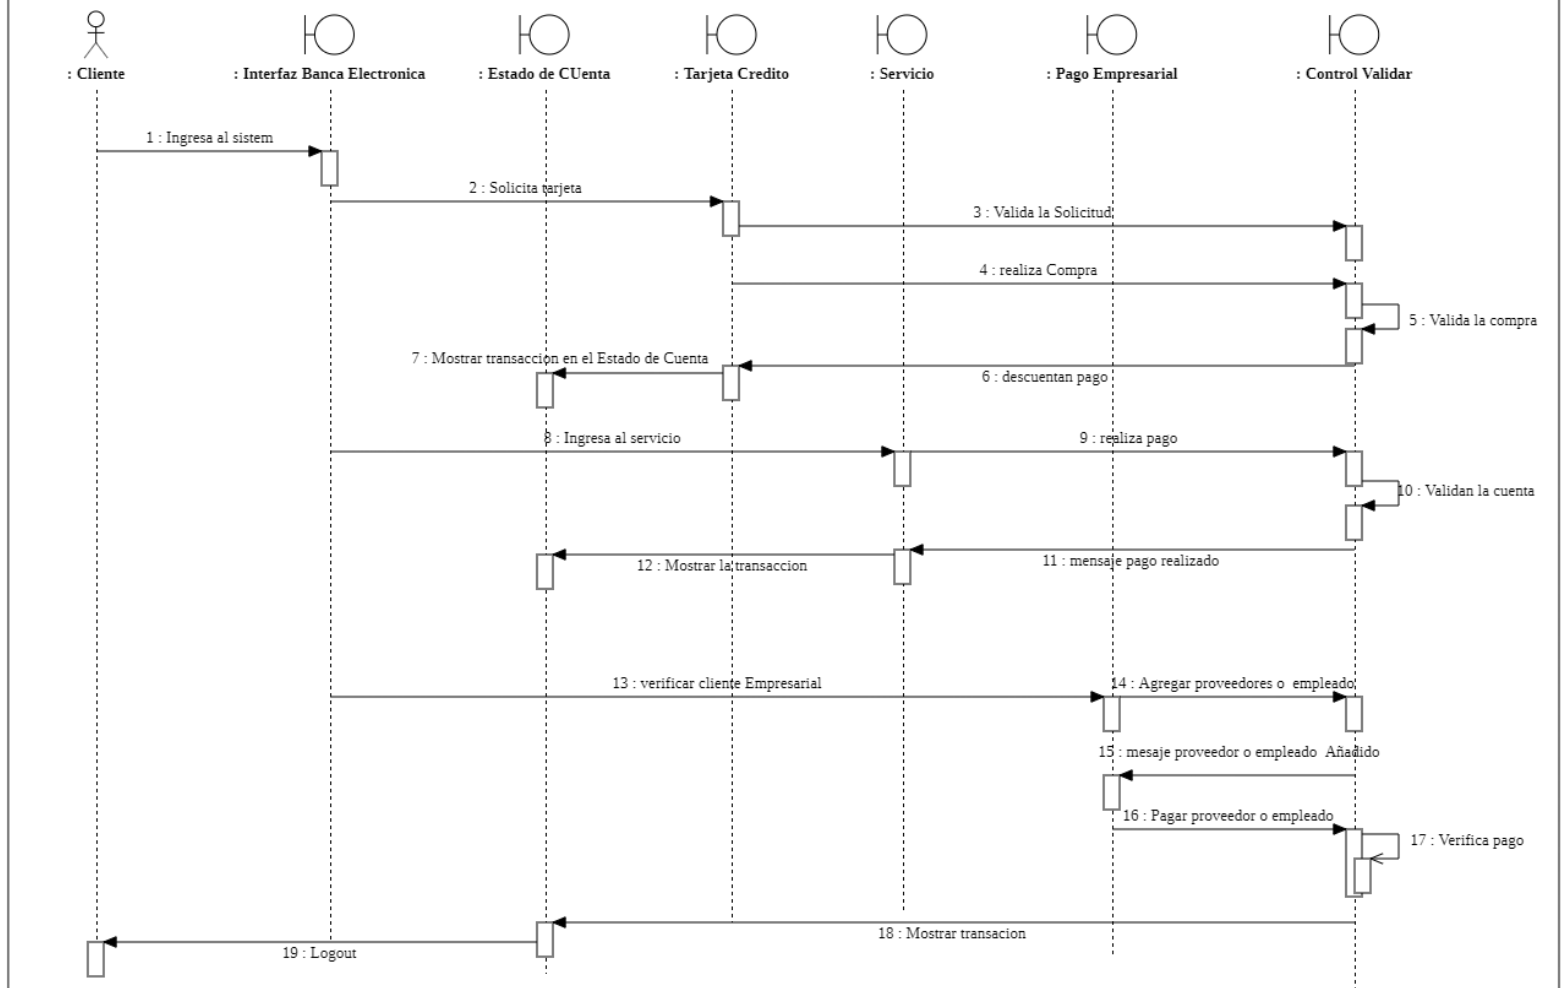 : Cliente
: Interfaz Banca Electronica
: Estado de CUenta
: Tarjeta Credito
: Servicio
: Pago Empresarial
: Control Validar
1 : Ingresa al sistem
2 : Solicita tarjeta
3 : Valida la Solicitud
4 : realiza Compra
5 : Valida la compra
7 : Mostrar transaccion en el Estado de Cuenta
6 : descuentan pago
8 : Ingresa al servicio
9 : realiza pago
10 : Validan la cuenta
11 : mensaje pago realizado
12 : Mostrar la transaccion
13 : verificar cliente Empresarial
14 : Agregar proveedores o  empleado
15 : mesaje proveedor o empleado  Añadido
16 : Pagar proveedor o empleado
17 : Verifica pago
18 : Mostrar transacion
19 : Logout